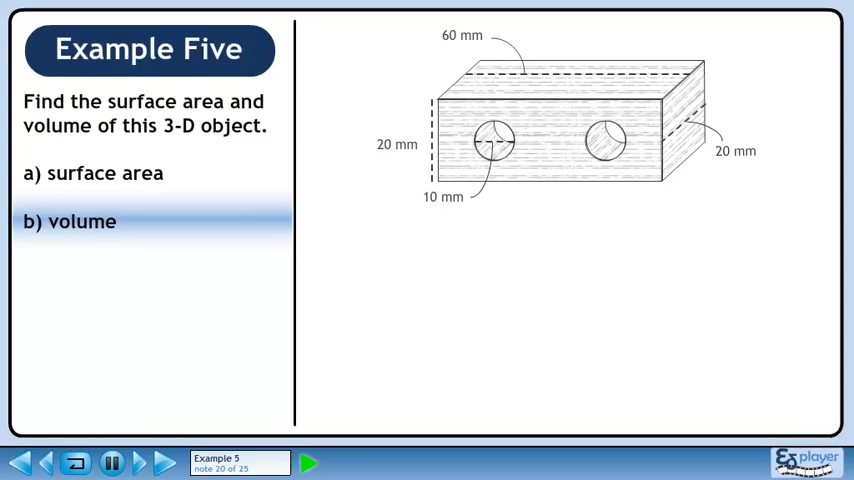 Example Five
Find the surface area and
volume of this 3-D object.
a) surface area
b) volume
60 mm
20 mm
20 mm
10 mm
Example 5
note 20 of 25
player